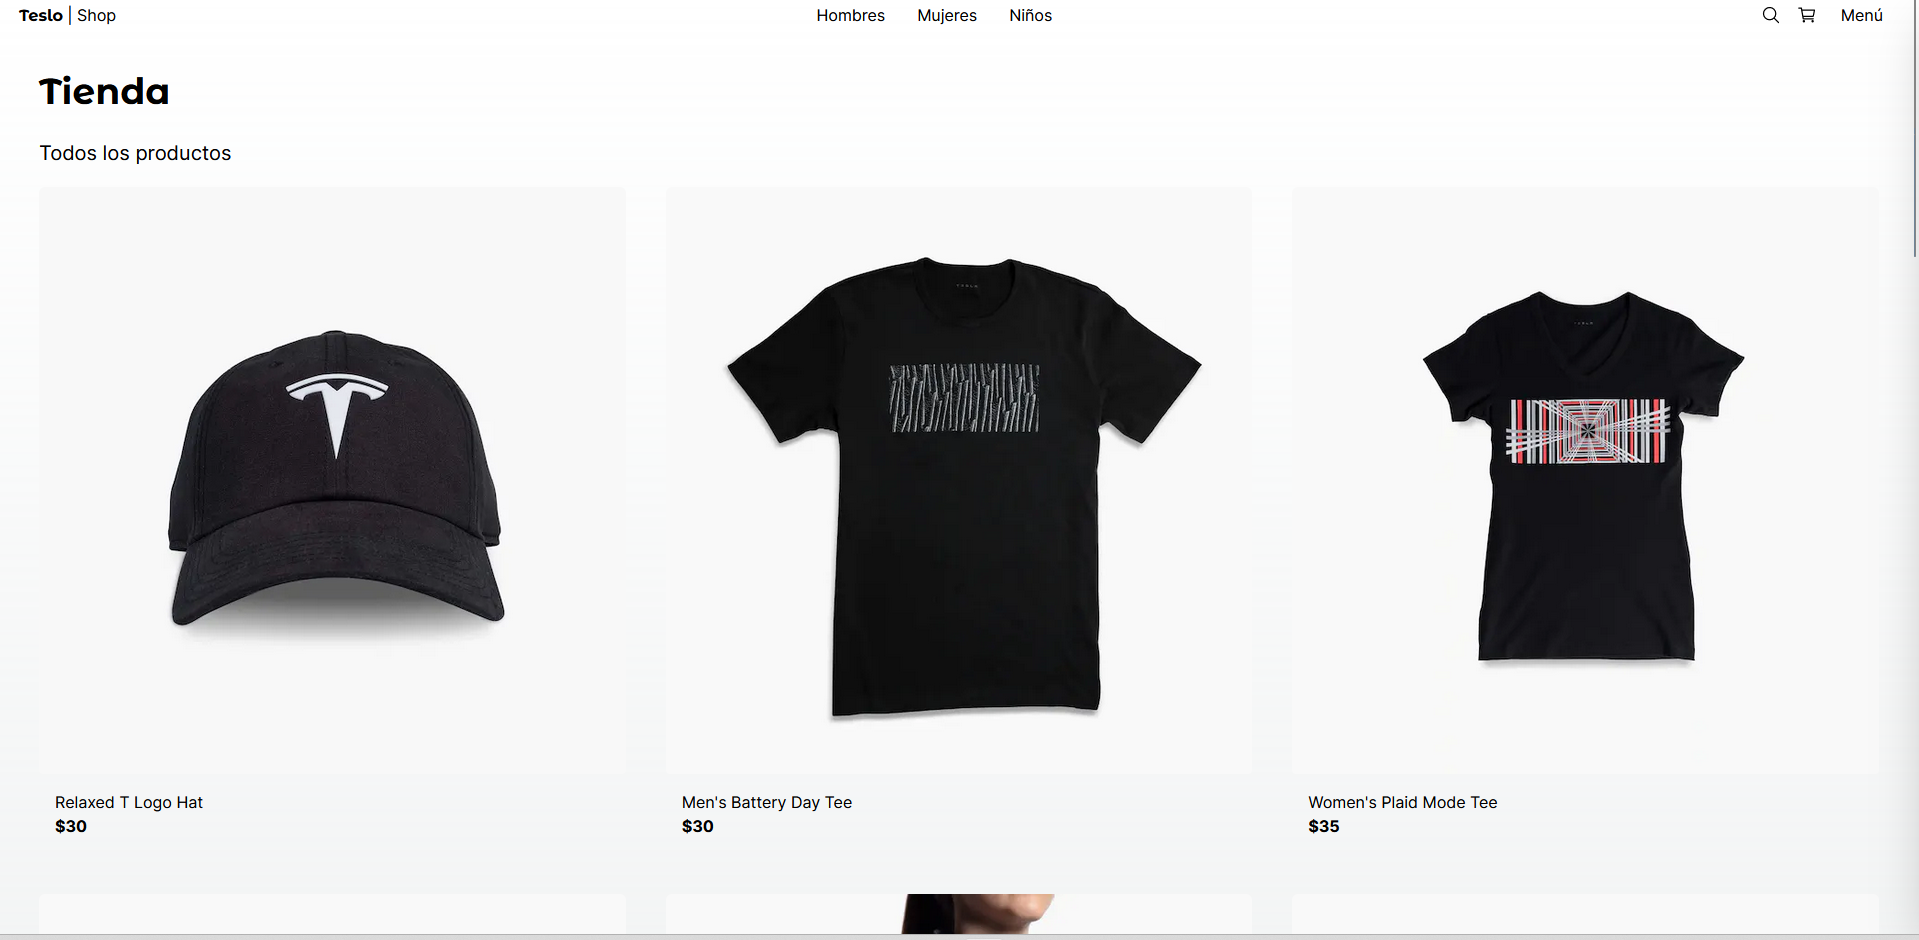 Teslo | Shop
Hombres Mujeres Niños
Menú
Tienda
Todos los productos
Relaxed T Logo Hat
$30
Men's Battery Day Tee
$30
Women's Plaid Mode Tee
$35